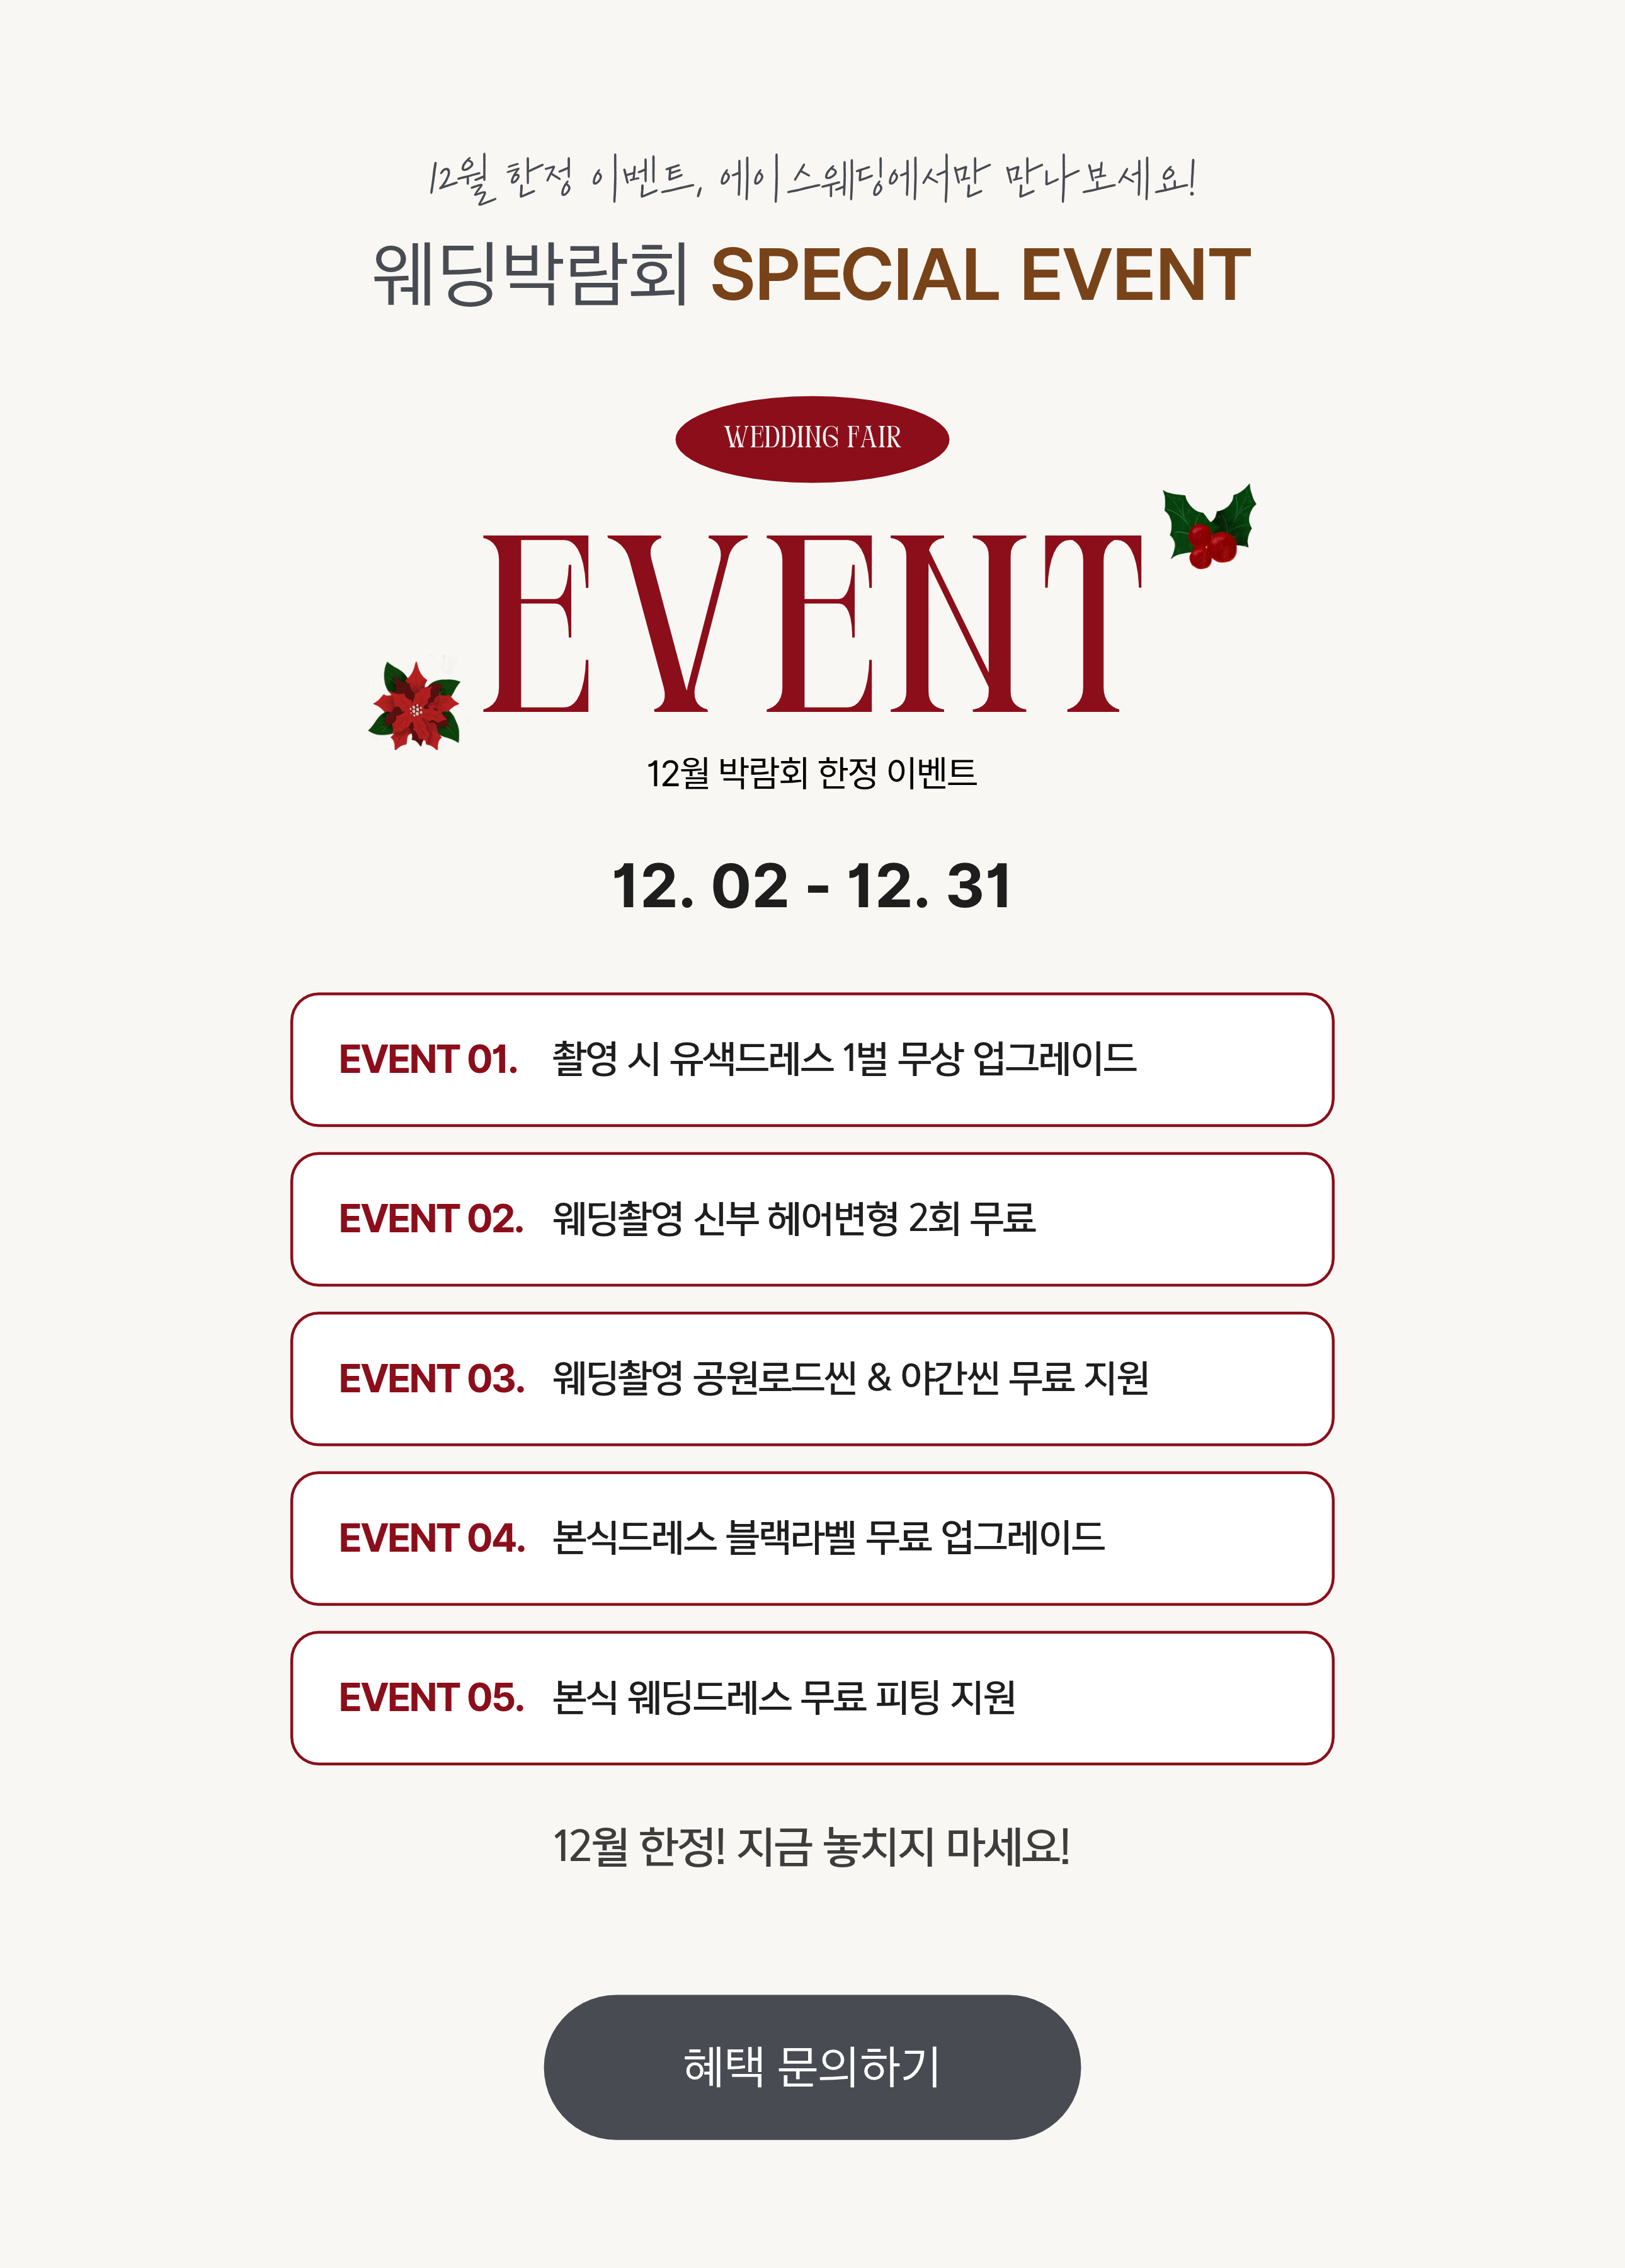 12월 한정 이벤트, 에이스웨딩에서만 만나보세요!
웨딩박람회 SPECIAL EVENT
WEDDING FAIR
EVENT
12월 박람회 한정 이벤트
12. 02 - 12. 31
EVENT 01. 촬영 시 유색드레스 1벌 무상 업그레이드
EVENT 02. 웨딩촬영 신부 헤어변형 2회 무료
EVENT 03. 웨딩촬영 공원로드씬 & 야간씬 무료 지원
EVENT 04. 본식드레스 블랙라벨 무료 업그레이드
EVENT 05. 본식 웨딩드레스 무료 피팅 지원
12월 한정! 지금 놓치지 마세요!
혜택 문의하기